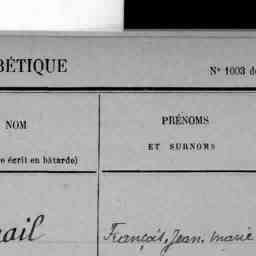 BÉTIQUE
N° 1003 de
NOM
PRÉNOMS
ET SURNOMS
e écrit en bâtarde)
ail
François, Jean, marie